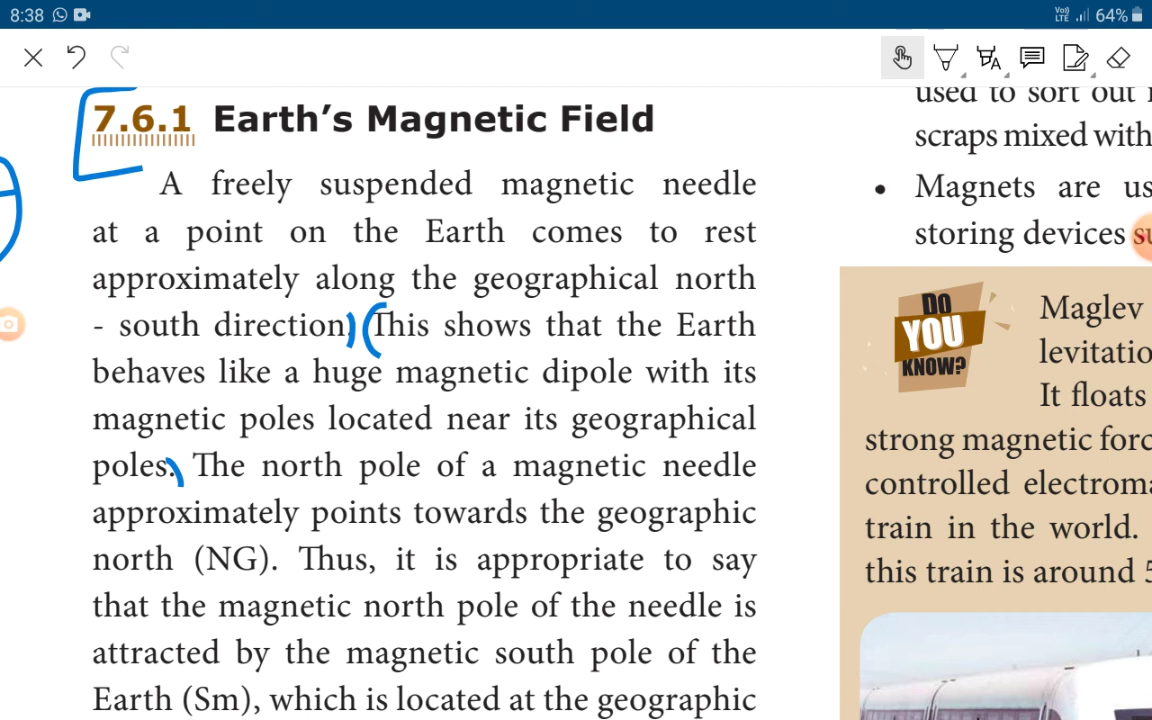 8:38
Vo)) LTE 64%
7.6.1 Earth's Magnetic Field
A freely suspended magnetic needle
at a point on the Earth comes to rest
approximately along the geographical north
- south direction. This shows that the Earth
behaves like a huge magnetic dipole with its
magnetic poles located near its geographical
poles. The north pole of a magnetic needle
approximately points towards the geographic
north (NG). Thus, it is appropriate to say
that the magnetic north pole of the needle is
attracted by the magnetic south pole of the
Earth (Sm), which is located at the geographic
used to sort out
scraps mixed with
• Magnets are us
storing devices su
DO
YOU
KNOW?
Maglev
levitatio
It floats
strong magnetic forc
controlled electroma
train in the world.
this train is around 5